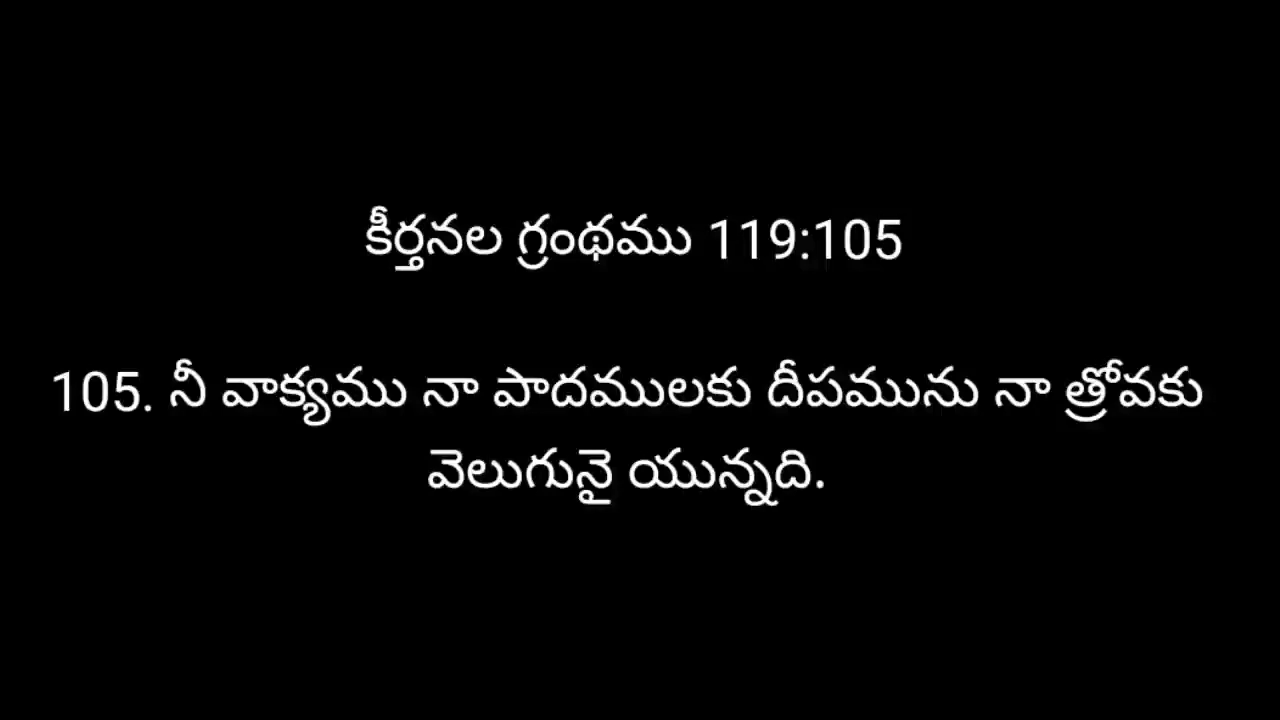 కీర్తనల గ్రంథము 119:105
105. నీ వాక్యము నా పాదములకు దీపమును నా త్రోవకు
వెలుగునై యున్నది.